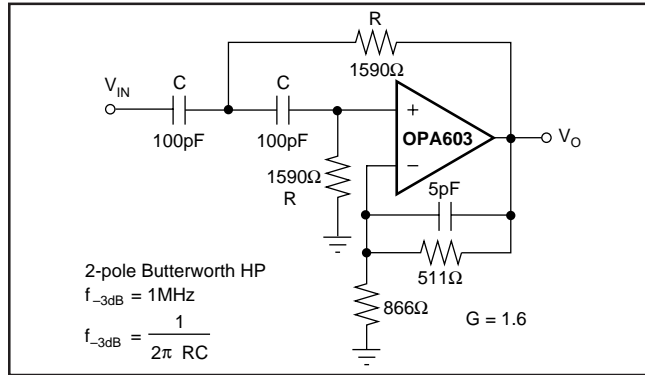 R
1590Ω
V_IN
C
C
100pF
100pF
+
OPA603
−
V_O
1590Ω
R
5pF
511Ω
866Ω
G = 1.6
2-pole Butterworth HP
f_–3dB = 1MHz
f_–3dB = 1
2π RC